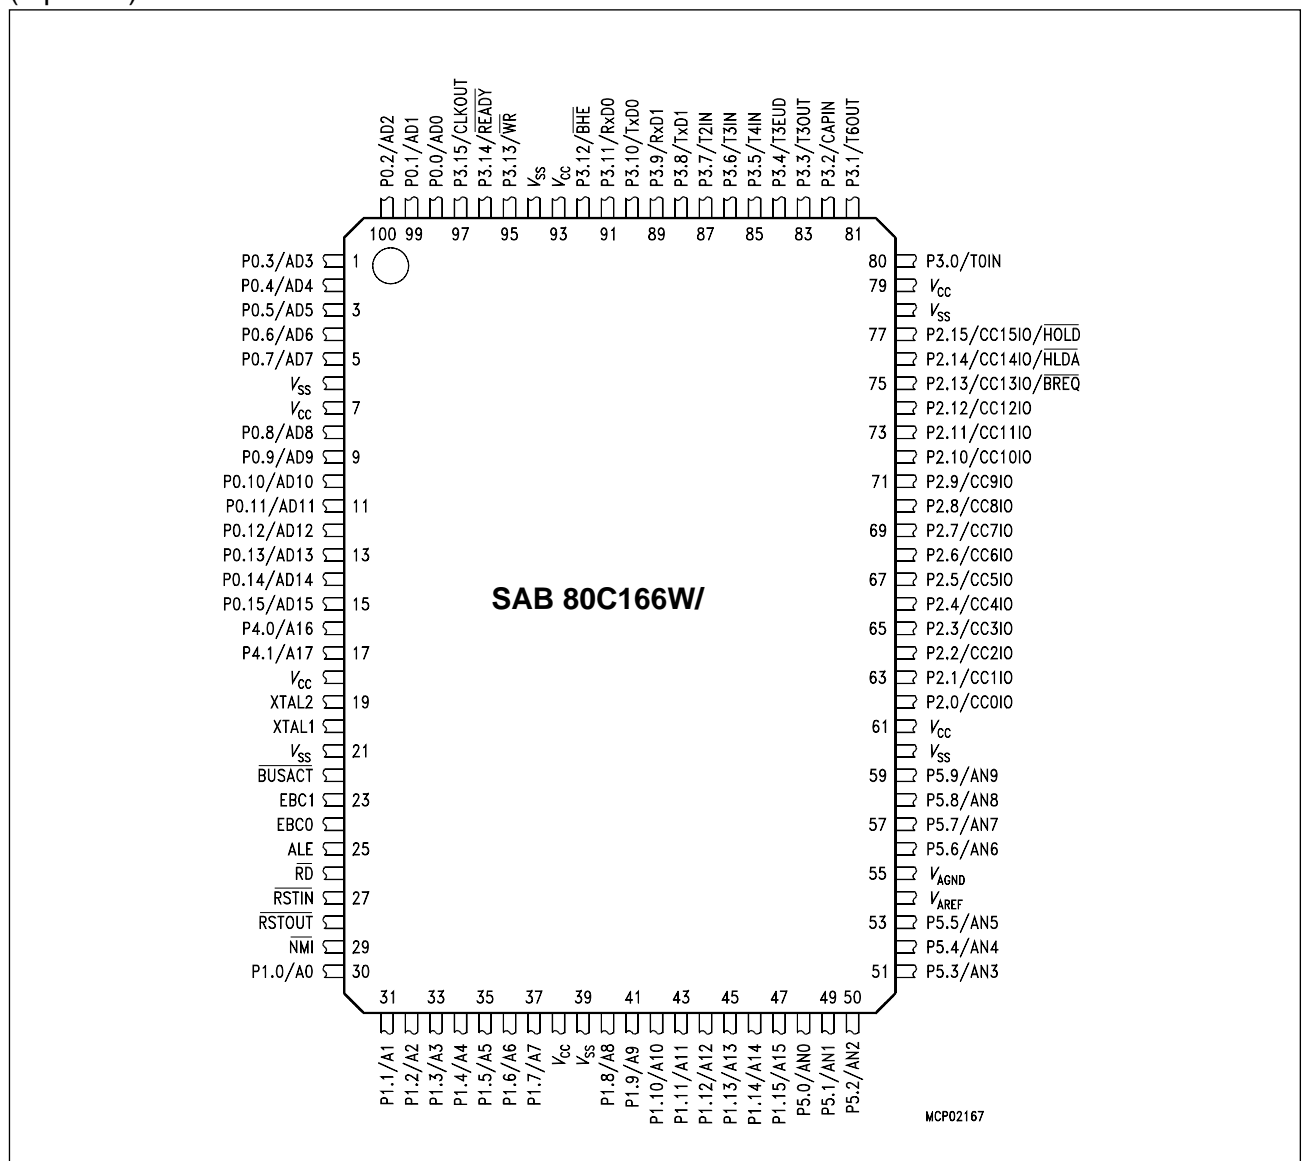 P0.2/AD2
P0.1/AD1
P0.0/AD0
P3.15/CLKOUT
P3.14/READY
P3.13/WR
VSS
VCC
P3.12/BHE
P3.11/RxD0
P3.10/TxD0
P3.9/RxD1
P3.8/TxD1
P3.7/T2IN
P3.6/T3IN
P3.5/T4IN
P3.4/T3EUD
P3.3/T3OUT
P3.2/CAPIN
P3.1/T6OUT
100 99 97 95 93 91 89 87 85 83 81
P0.3/AD3 1 80 P3.0/T0IN
P0.4/AD4 79 VCC
P0.5/AD5 3 VSS
P0.6/AD6 77 P2.15/CC15IO/HOLD
P0.7/AD7 5 P2.14/CC14IO/HLDA
VSS 75 P2.13/CC13IO/BREQ
VCC 7 P2.12/CC12IO
P0.8/AD8 73 P2.11/CC11IO
P0.9/AD9 9 P2.10/CC10IO
P0.10/AD10 71 P2.9/CC9IO
P0.11/AD11 11 P2.8/CC8IO
P0.12/AD12 69 P2.7/CC7IO
P0.13/AD13 13 P2.6/CC6IO
P0.14/AD14 67 P2.5/CC5IO
SAB 80C166W/
P0.15/AD15 15 P2.4/CC4IO
P4.0/A16 65 P2.3/CC3IO
P4.1/A17 17 P2.2/CC2IO
VCC 63 P2.1/CC1IO
XTAL2 19 P2.0/CC0IO
XTAL1 61 VCC
VSS 21 VSS
BUSACT 59 P5.9/AN9
EBC1 23 P5.8/AN8
EBC0 57 P5.7/AN7
ALE 25 P5.6/AN6
RD 55 VAGND
RSTIN 27 VAREF
RSTOUT 53 P5.5/AN5
NMI 29 P5.4/AN4
P1.0/A0 30 51 P5.3/AN3
31 33 35 37 39 41 43 45 47 49 50
P1.1/A1
P1.2/A2
P1.3/A3
P1.4/A4
P1.5/A5
P1.6/A6
P1.7/A7
VCC
VSS
P1.8/A8
P1.9/A9
P1.10/A10
P1.11/A11
P1.12/A12
P1.13/A13
P1.14/A14
P1.15/A15
P5.0/AN0
P5.1/AN1
P5.2/AN2
MCP02167